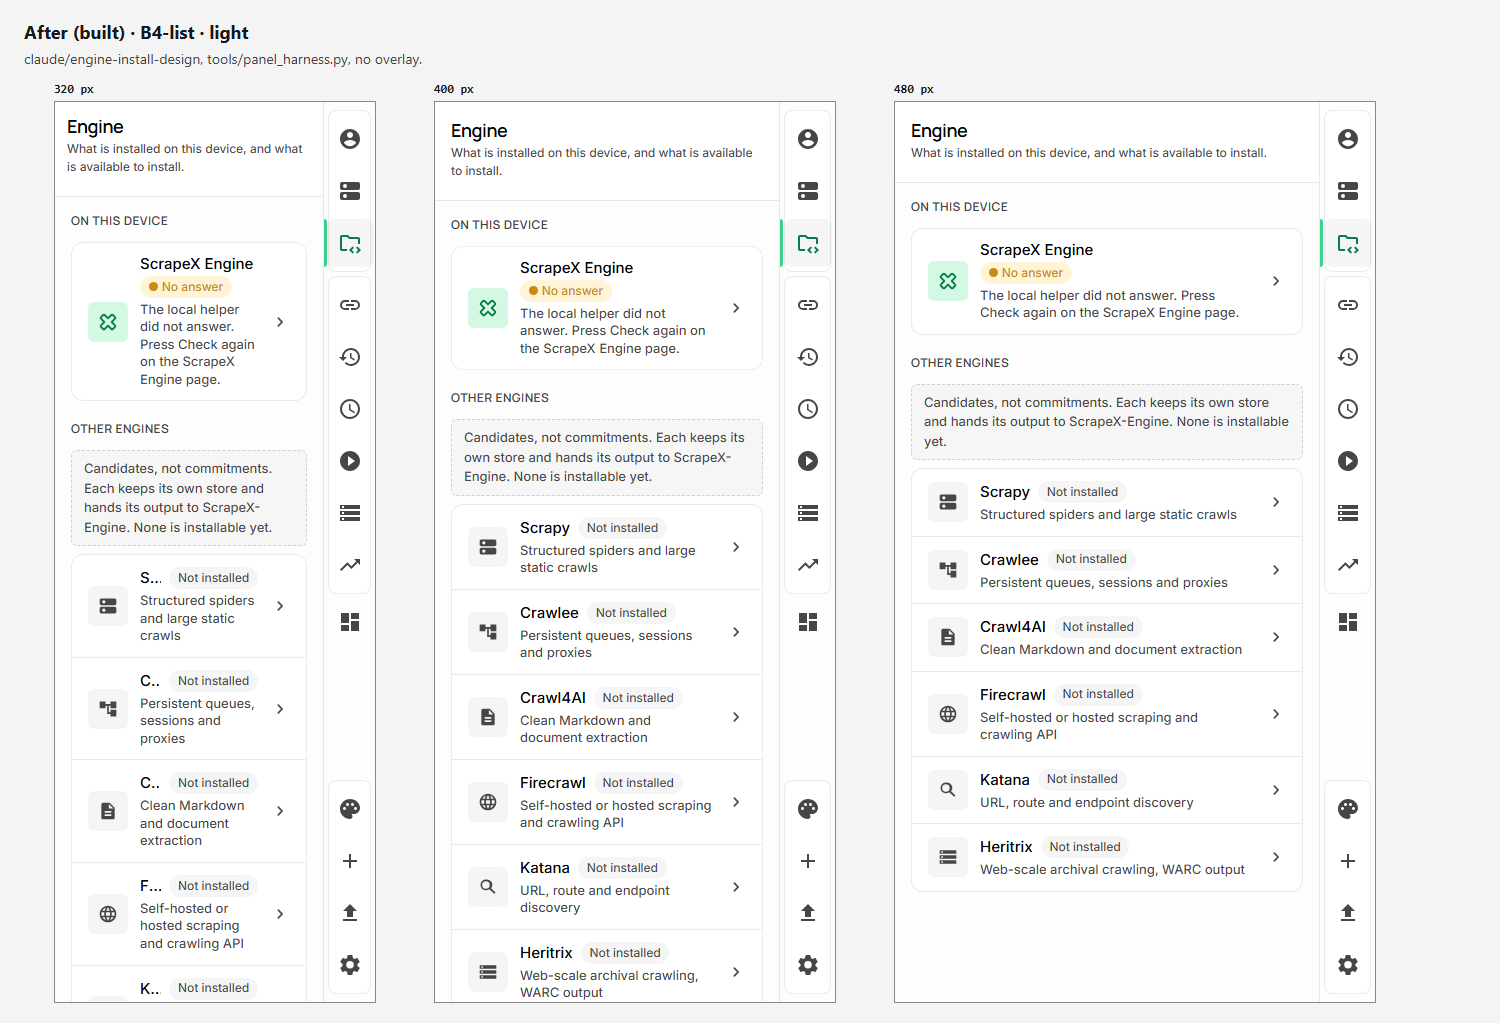 After (built) · B4-list · light
claude/engine-install-design, tools/panel_harness.py, no overlay.
320 px
Engine
What is installed on this device, and what
is available to install.
ON THIS DEVICE
ScrapeX Engine
No answer
The local helper
did not answer.
Press Check again
on the ScrapeX
Engine page.
OTHER ENGINES
Candidates, not commitments.
Each keeps its own store and
hands its output to ScrapeX-
Engine. None is installable yet.
S... Not installed
Structured spiders
and large static
crawls
C.. Not installed
Persistent queues,
sessions and
proxies
C.. Not installed
Clean Markdown
and document
extraction
F... Not installed
Self-hosted or
hosted scraping
and crawling API
K... Not installed
400 px
Engine
What is installed on this device, and what is available
to install.
ON THIS DEVICE
ScrapeX Engine
No answer
The local helper did not
answer. Press Check again on
the ScrapeX Engine page.
OTHER ENGINES
Candidates, not commitments. Each keeps its
own store and hands its output to ScrapeX-
Engine. None is installable yet.
Scrapy Not installed
Structured spiders and large
static crawls
Crawlee Not installed
Persistent queues, sessions
and proxies
Crawl4AI Not installed
Clean Markdown and
document extraction
Firecrawl Not installed
Self-hosted or hosted scraping
and crawling API
Katana Not installed
URL, route and endpoint
discovery
Heritrix Not installed
Web-scale archival crawling,
WARC output
480 px
Engine
What is installed on this device, and what is available to install.
ON THIS DEVICE
ScrapeX Engine
No answer
The local helper did not answer. Press
Check again on the ScrapeX Engine page.
OTHER ENGINES
Candidates, not commitments. Each keeps its own store
and hands its output to ScrapeX-Engine. None is installable
yet.
Scrapy Not installed
Structured spiders and large static crawls
Crawlee Not installed
Persistent queues, sessions and proxies
Crawl4AI Not installed
Clean Markdown and document extraction
Firecrawl Not installed
Self-hosted or hosted scraping and
crawling API
Katana Not installed
URL, route and endpoint discovery
Heritrix Not installed
Web-scale archival crawling, WARC output